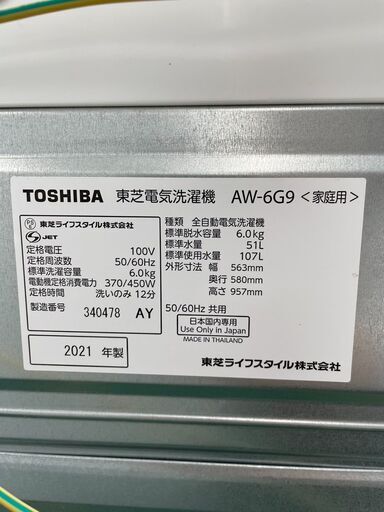 TOSHIBA 東芝電気洗濯機 AW-6G9 <家庭用>
PS E 東芝ライフスタイル株式会社
S JET
定格電圧 100V
定格周波数 50/60Hz
標準洗濯容量 6.0kg
電動機定格消費電力 370/450W
定格時間 洗いのみ 12分
製造番号 340478 AY
2021 年製
種類 全自動電気洗濯機
標準脱水容量 6.0kg
標準水量 51L
標準使用水量 107L
外形寸法 幅 563mm
奥行 580mm
高さ 957mm
50/60Hz 共用
日本国内専用
Use Only in Japan
MADE IN THAILAND
東芝ライフスタイル株式会社